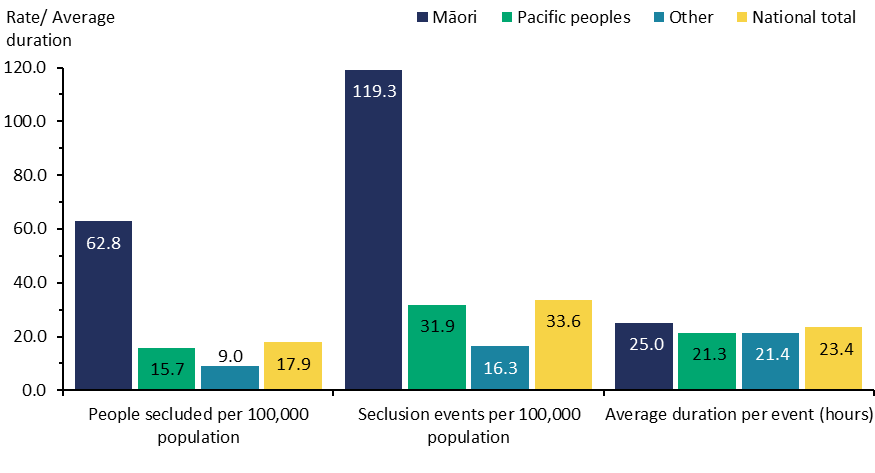 Rate/ Average
duration
Māori
Pacific peoples
Other
National total
120.0
100.0
80.0
60.0
40.0
20.0
0.0
62.8
15.7
9.0
17.9
119.3
31.9
16.3
33.6
25.0
21.3
21.4
23.4
People secluded per 100,000
population
Seclusion events per 100,000
population
Average duration per event (hours)